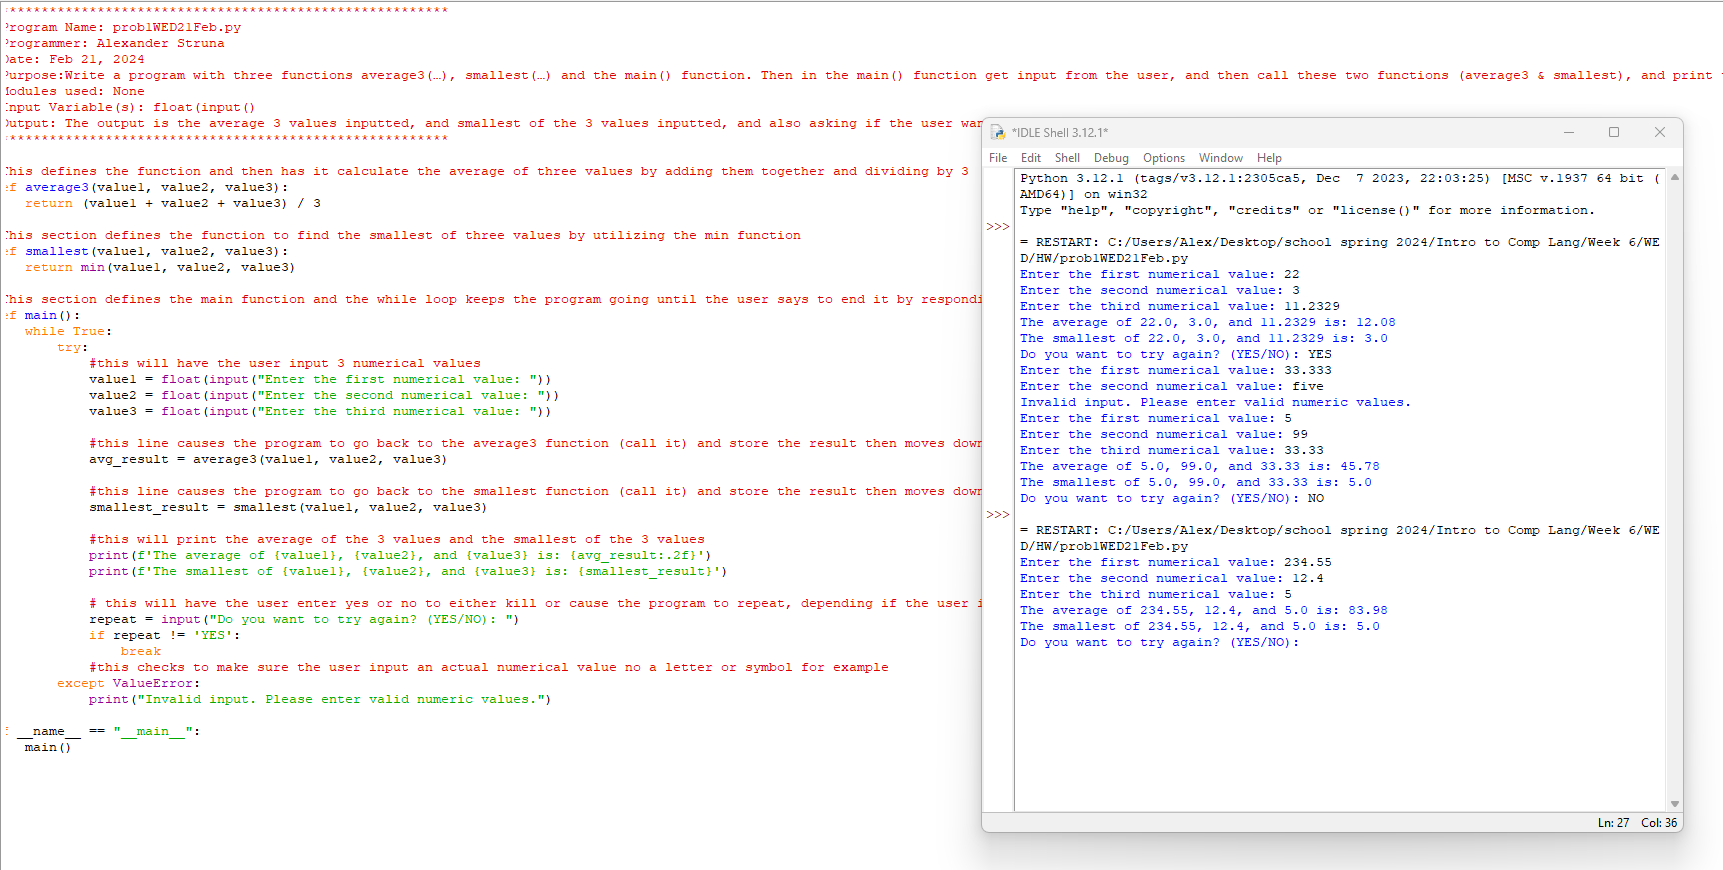 *******************************************************
Program Name: prob1WED21Feb.py
Programmer: Alexander Struna
Date: Feb 21, 2024
Purpose:Write a program with three functions average3(…), smallest(…) and the main() function. Then in the main() function get input from the user, and then call these two functions (average3 & smallest), and print
Modules used: None
Input Variable(s): float(input()
Output: The output is the average 3 values inputted, and smallest of the 3 values inputted, and also asking if the user
*******************************************************
This defines the function and then has it calculate the average of three values by adding them together and dividing by 3
ef average3(value1, value2, value3):
return (value1 + value2 + value3) / 3
This section defines the function to find the smallest of three values by utilizing the min function
ef smallest(value1, value2, value3):
return min(value1, value2, value3)
This section defines the main function and the while loop keeps the program going until the user says to end it by respondi
ef main():
while True:
try:
#this will have the user input 3 numerical values
value1 = float(input("Enter the first numerical value: "))
value2 = float(input("Enter the second numerical value: "))
value3 = float(input("Enter the third numerical value: "))
#this line causes the program to go back to the average3 function (call it) and store the result then moves down
avg_result = average3(value1, value2, value3)
#this line causes the program to go back to the smallest function (call it) and store the result then moves down
smallest_result = smallest(value1, value2, value3)
#this will print the average of the 3 values and the smallest of the 3 values
print(f'The average of {value1}, {value2}, and {value3} is: {avg_result:.2f}')
print(f'The smallest of {value1}, {value2}, and {value3} is: {smallest_result}')
# this will have the user enter yes or no to either kill or cause the program to repeat, depending if the user i
repeat = input("Do you want to try again? (YES/NO): ")
if repeat != 'YES':
break
#this checks to make sure the user input an actual numerical value no a letter or symbol for example
except ValueError:
print("Invalid input. Please enter valid numeric values.")
__name__ == "__main__":
main()
*IDLE Shell 3.12.1*
File Edit Shell Debug Options Window Help
Python 3.12.1 (tags/v3.12.1:2305ca5, Dec 7 2023, 22:03:25) [MSC v.1937 64 bit (
AMD64)] on win32
Type "help", "copyright", "credits" or "license()" for more information.
>>>
= RESTART: C:/Users/Alex/Desktop/school spring 2024/Intro to Comp Lang/Week 6/WE
D/HW/prob1WED21Feb.py
Enter the first numerical value: 22
Enter the second numerical value: 3
Enter the third numerical value: 11.2329
The average of 22.0, 3.0, and 11.2329 is: 12.08
The smallest of 22.0, 3.0, and 11.2329 is: 3.0
Do you want to try again? (YES/NO): YES
Enter the first numerical value: 33.333
Enter the second numerical value: five
Invalid input. Please enter valid numeric values.
Enter the first numerical value: 5
Enter the second numerical value: 99
Enter the third numerical value: 33.33
The average of 5.0, 99.0, and 33.33 is: 45.78
The smallest of 5.0, 99.0, and 33.33 is: 5.0
Do you want to try again? (YES/NO): NO
>>>
= RESTART: C:/Users/Alex/Desktop/school spring 2024/Intro to Comp Lang/Week 6/WE
D/HW/prob1WED21Feb.py
Enter the first numerical value: 234.55
Enter the second numerical value: 12.4
Enter the third numerical value: 5
The average of 234.55, 12.4, and 5.0 is: 83.98
The smallest of 234.55, 12.4, and 5.0 is: 5.0
Do you want to try again? (YES/NO):
Ln: 27 Col: 36